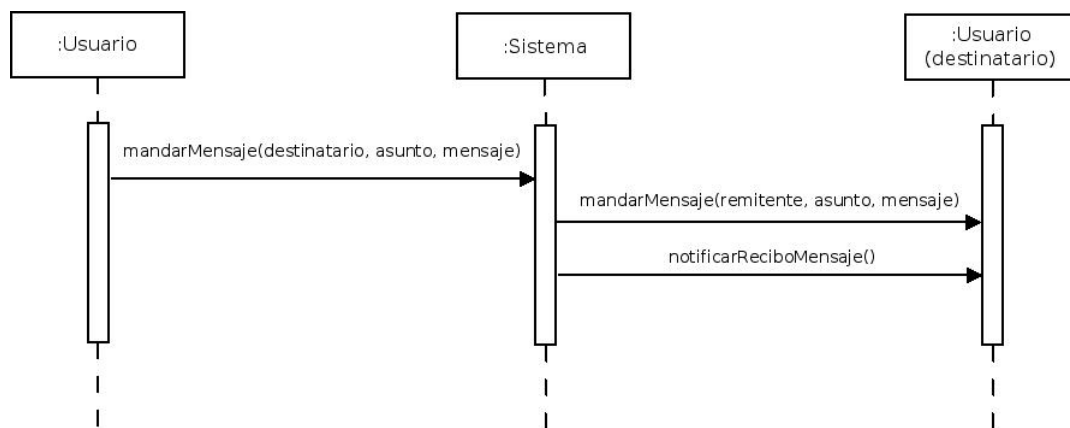 :Usuario
:Sistema
:Usuario
(destinatario)
mandarMensaje(destinatario, asunto, mensaje)
mandarMensaje(remitente, asunto, mensaje)
notificarReciboMensaje()